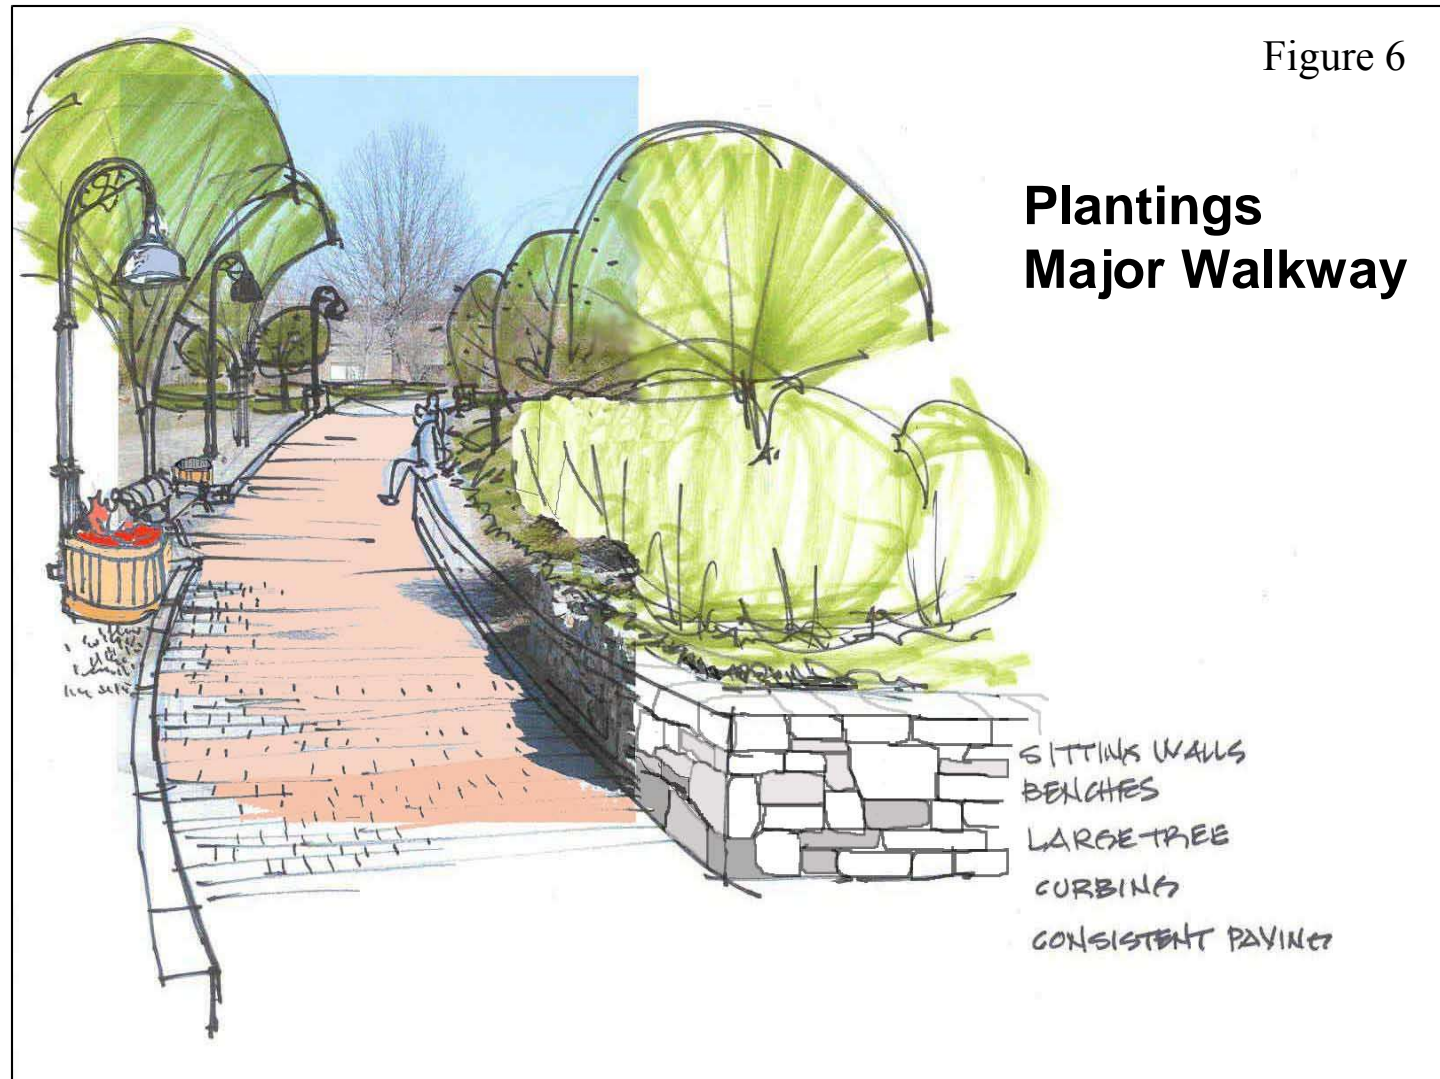 Figure 6
Plantings
Major Walkway
SITTING WALLS
BENCHES
LARGE TREE
CURBING
CONSISTENT PAVING